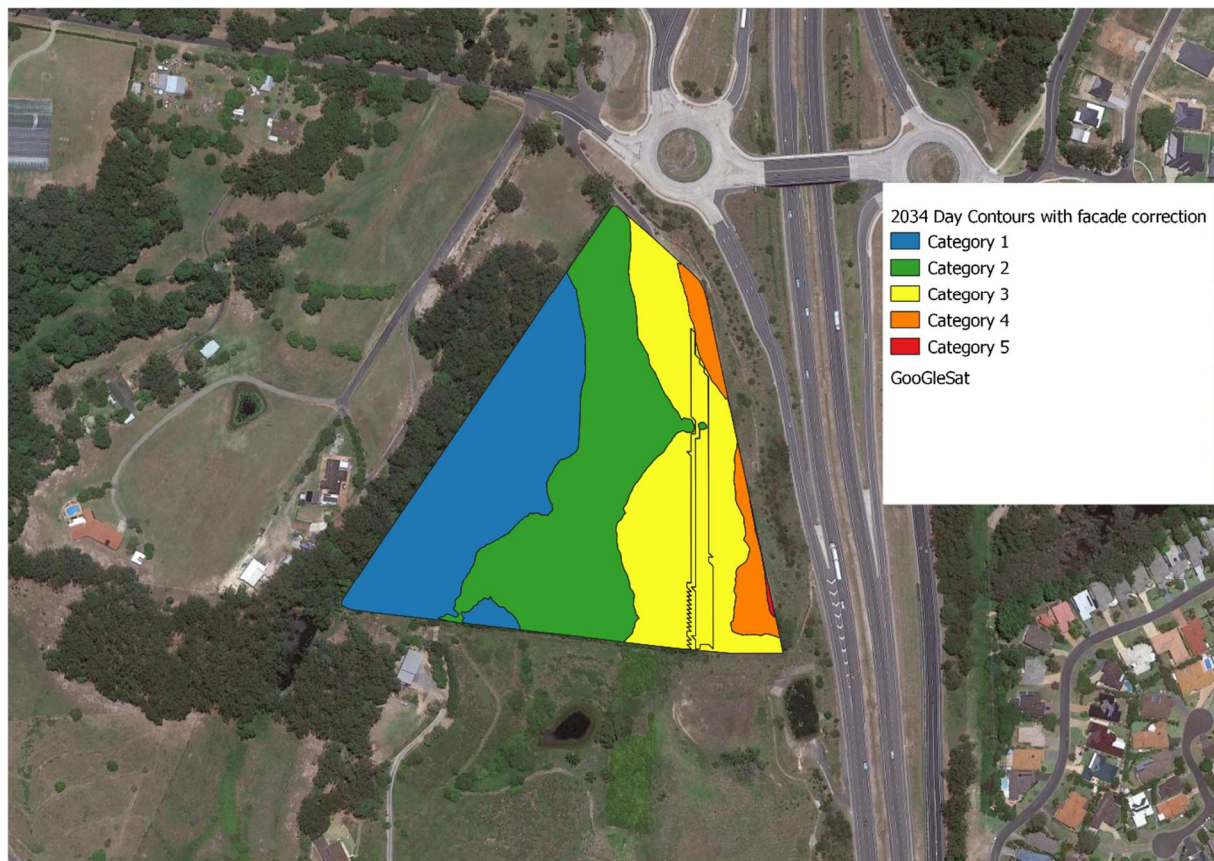 2034 Day Contours with facade correction
Category 1
Category 2
Category 3
Category 4
Category 5
GooGleSat